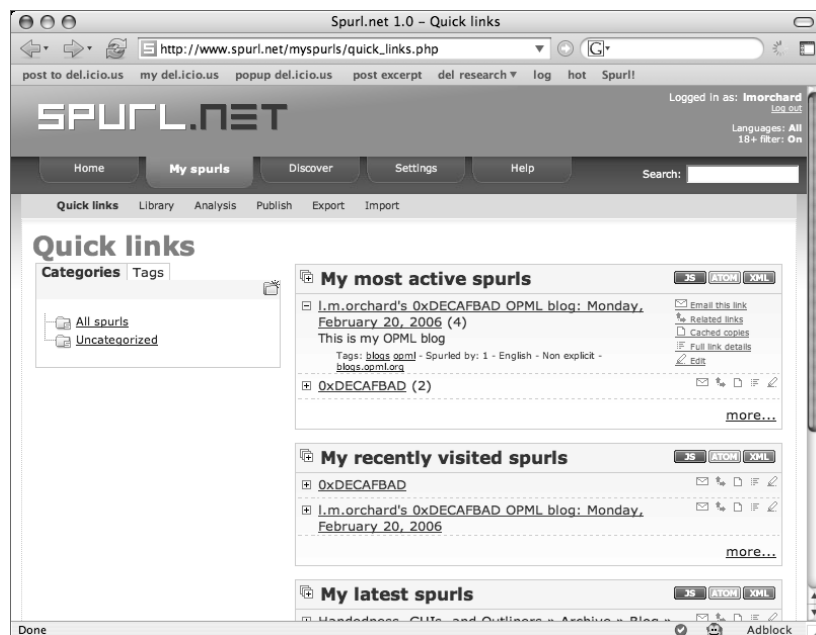 Spurl.net 1.0 – Quick links
http://www.spurl.net/myspurls/quick_links.php
G
post to del.icio.us my del.icio.us popup del.icio.us post excerpt del research log hot Spurl!
SPURL.NET
Logged in as: lmorchard
Log out
Languages: All
18+ filter: On
Home My spurls Discover Settings Help Search:
Quick links Library Analysis Publish Export Import
Quick links
Categories Tags
All spurls
Uncategorized
My most active spurls JS ATOM XML
l.m.orchard's 0xDECAFBAD OPML blog: Monday,
February 20, 2006 (4)
This is my OPML blog
Tags: blogs opml - Spurled by: 1 - English - Non explicit -
blogs.opml.org
Email this link
Related links
Cached copies
Full link details
Edit
0xDECAFBAD (2)
more...
My recently visited spurls JS ATOM XML
0xDECAFBAD
l.m.orchard's 0xDECAFBAD OPML blog: Monday,
February 20, 2006
more...
My latest spurls JS ATOM XML
Handedness, GUIs, and Outliners » Archive » Blog »
Done Adblock